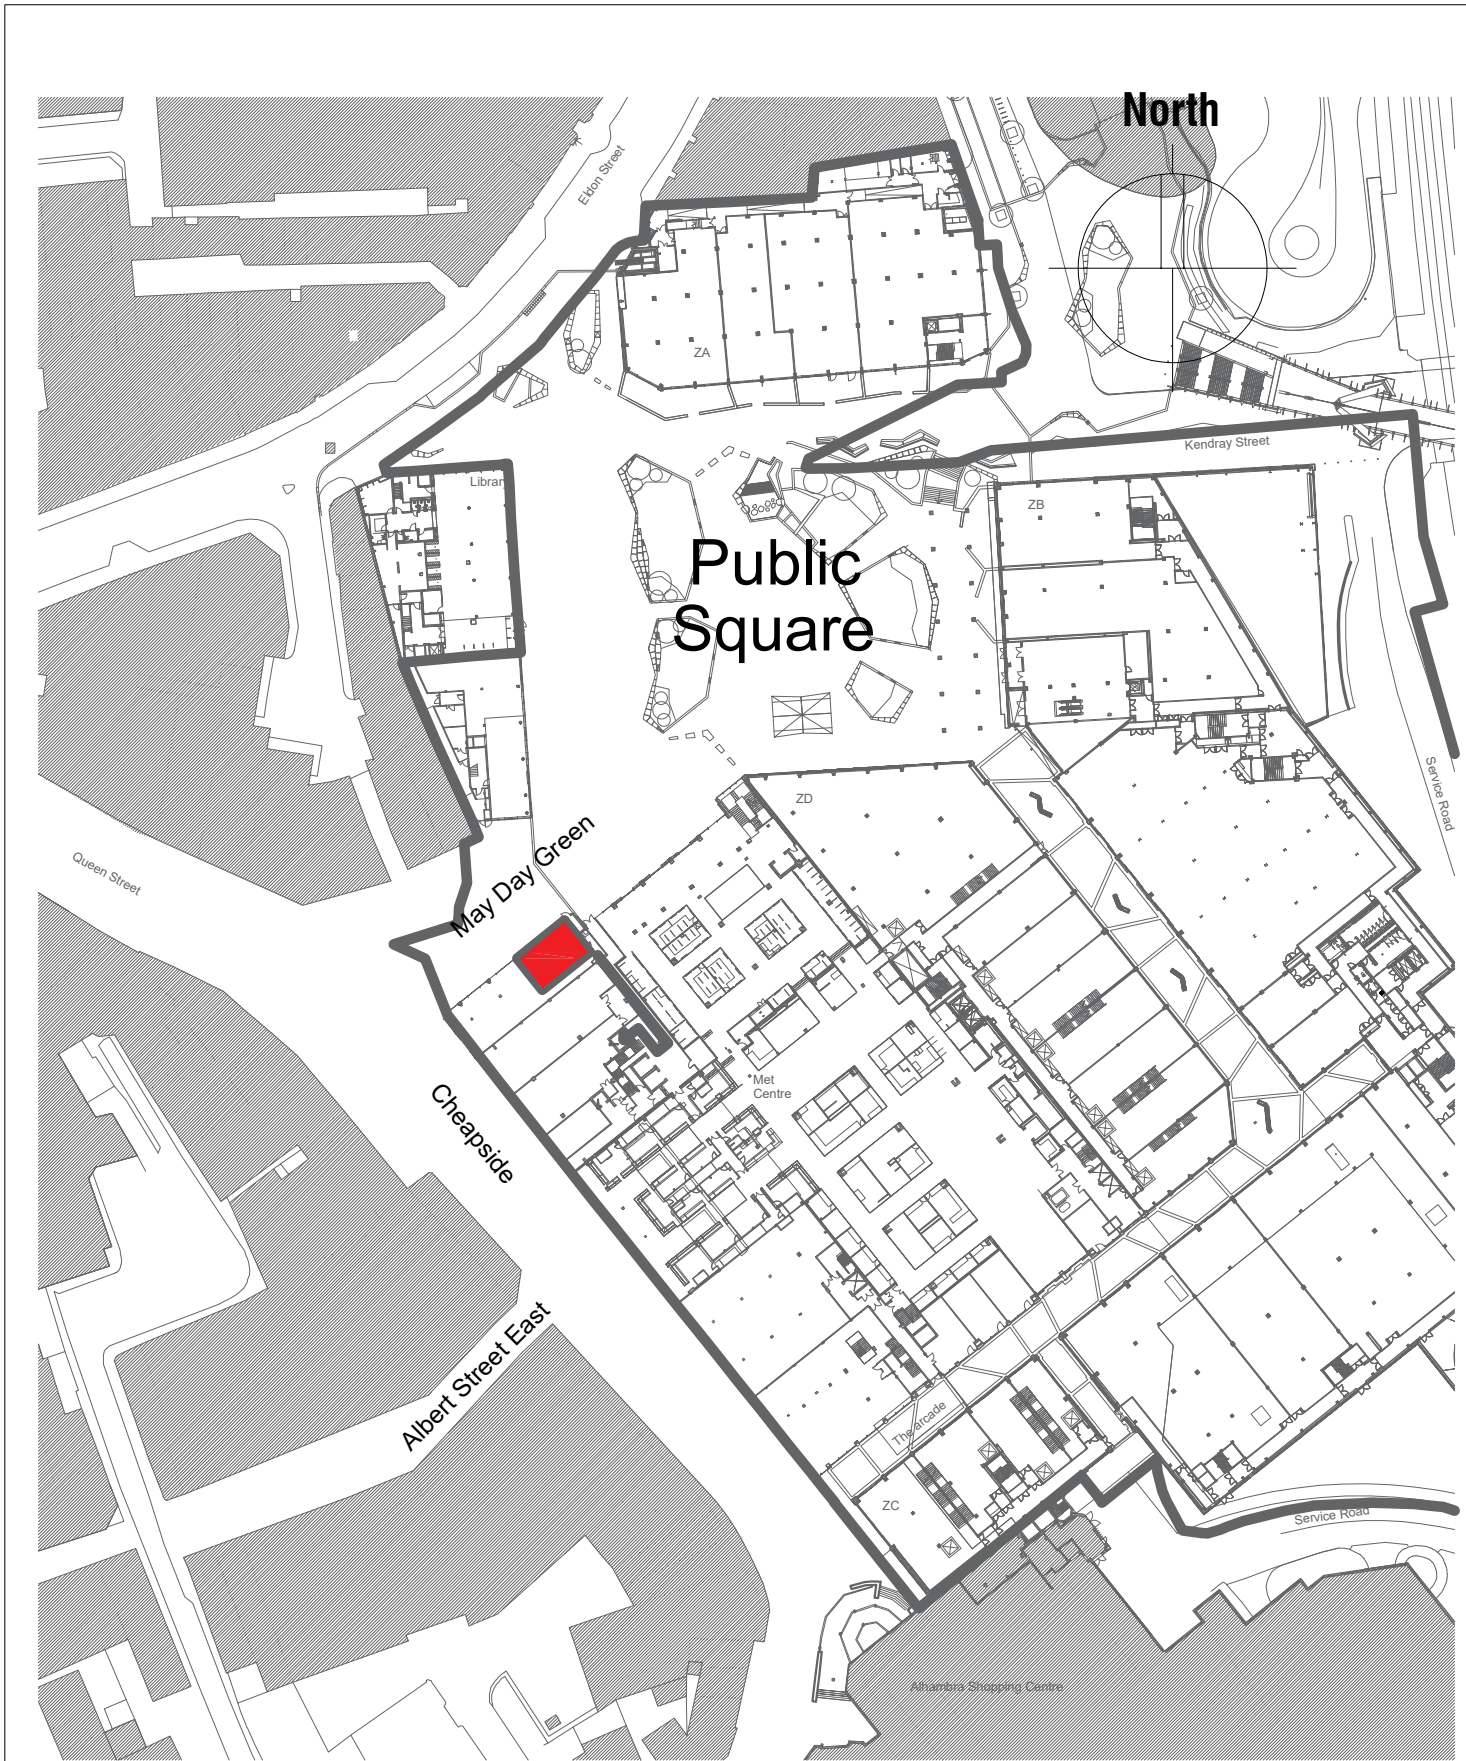 North
Eldon Street
ZA
Kendray Street
Library
ZB
Public
Square
Service Road
ZD
May Day Green
Queen Street
Met
Centre
Cheapside
Albert Street East
The arcade
ZC
Service Road
Alhambra Shopping Centre